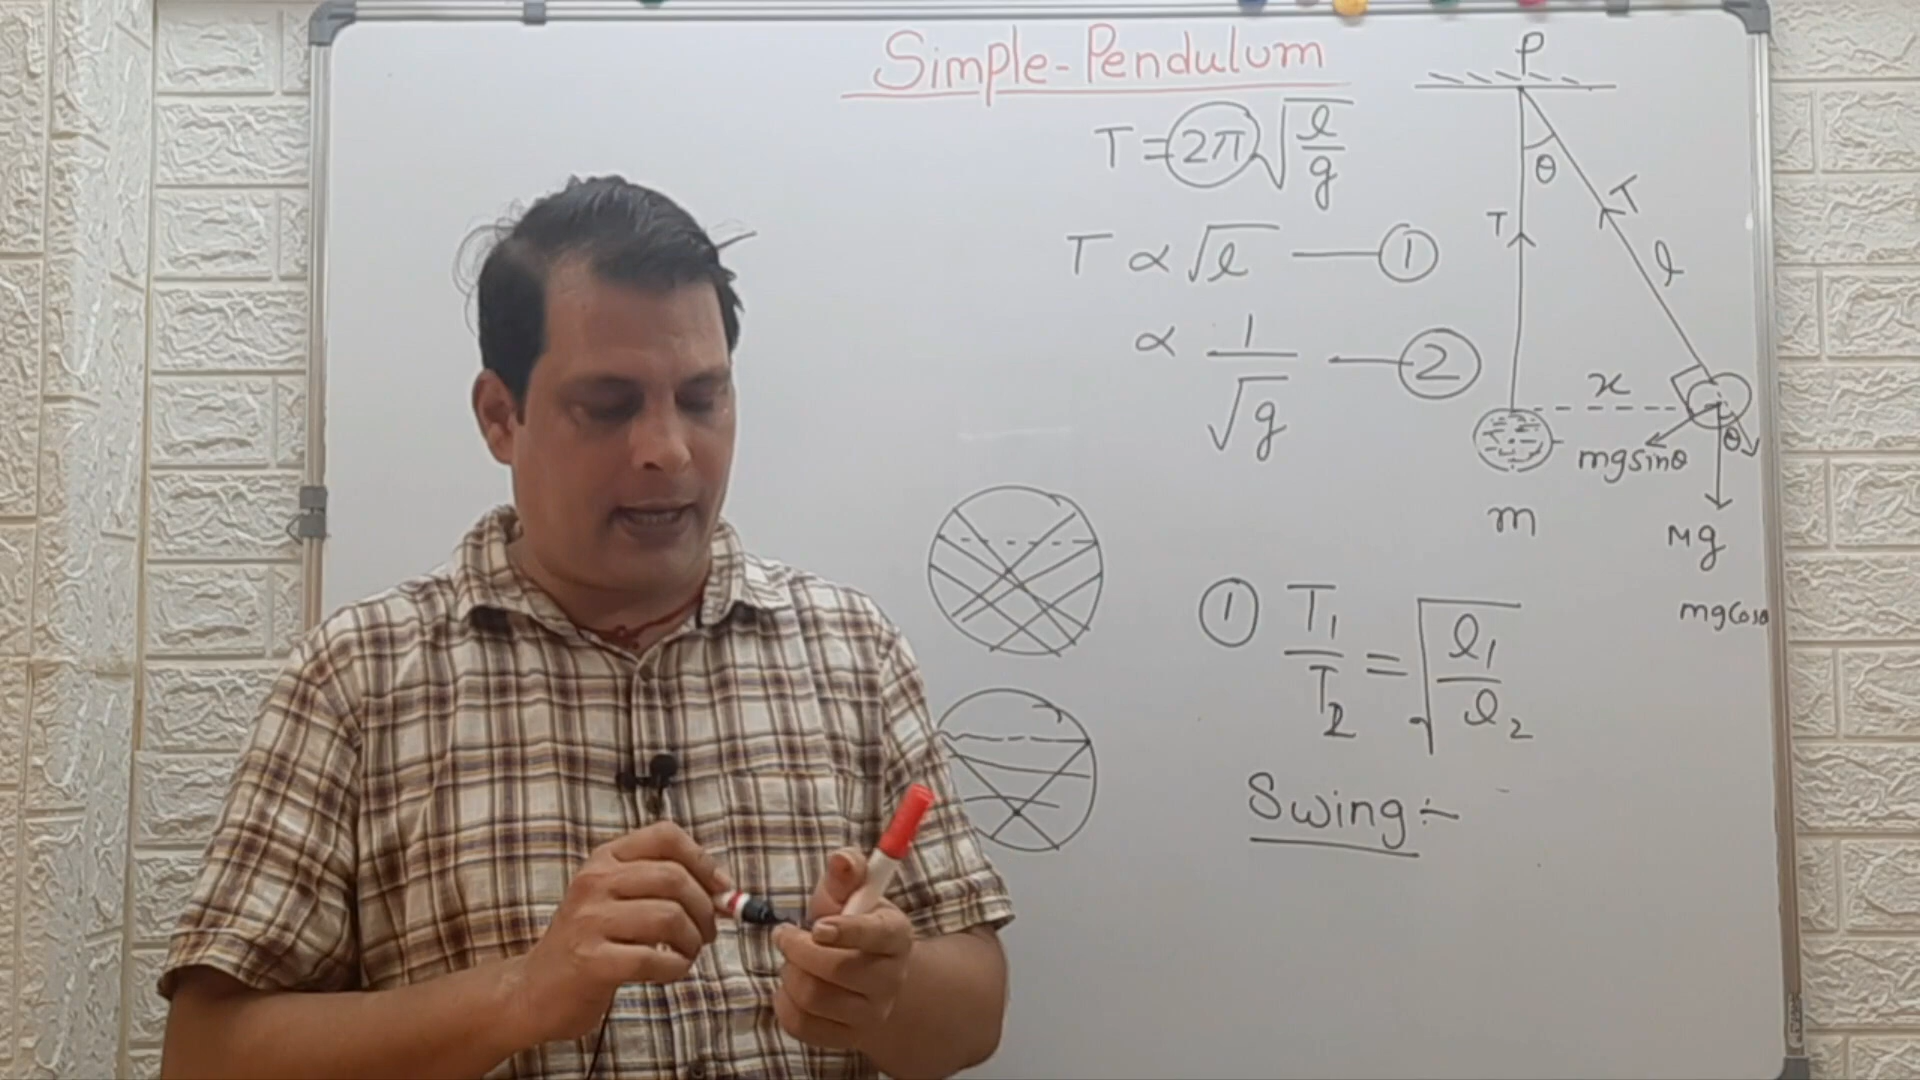 Simple-Pendulum
T = 2π √(l/g)
T ∝ √l — ①
∝ 1/√g — ②
P
θ
T
T
l
x
mgsinθ
θ
m
Mg
mgcosθ
① T₁/T₂ = √(l₁/l₂)
Swing :-